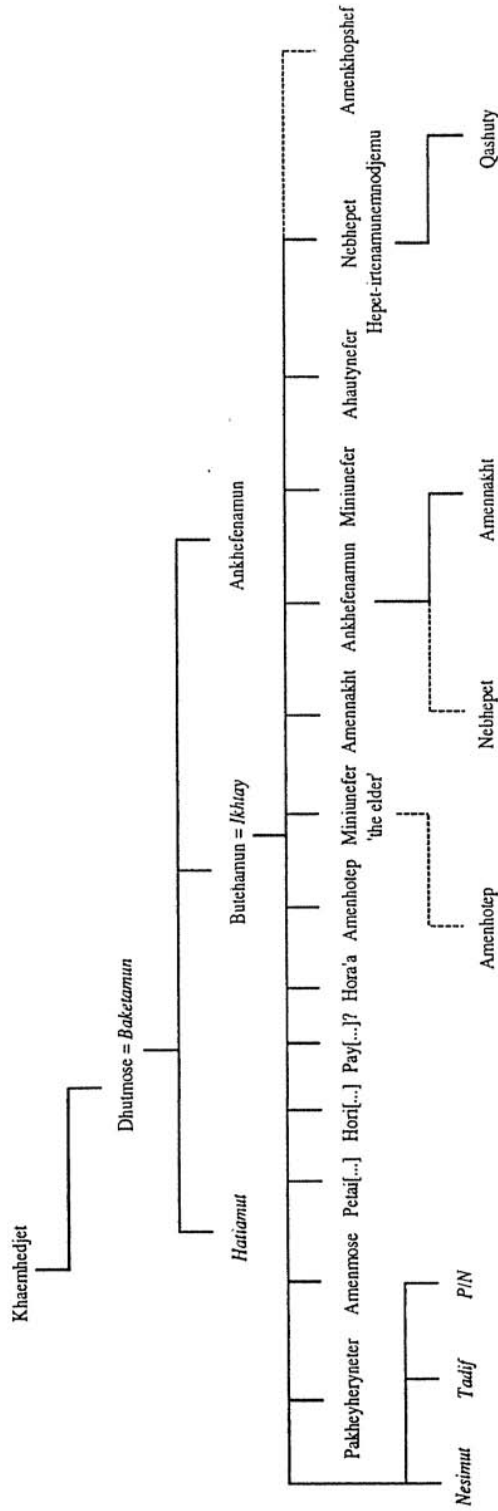 Khaemhedjet
Dhutmose = Baketamun
Hatiamut Butehamun = Ikhtay Ankhefenamun
Pakheyheryneter Amenmose Petai[...] Hori[...] Pay[...]? Hora'a Amenhotep Miniunefer Amennakht Ankhefenamun Miniunefer Ahautynefer Nebhepet Amenkhopshef
'the elder' Hepet-irtenamunemnodjemu
Nesimut Tadif P/N Amenhotep Nebhepet Amennakht Qashuty